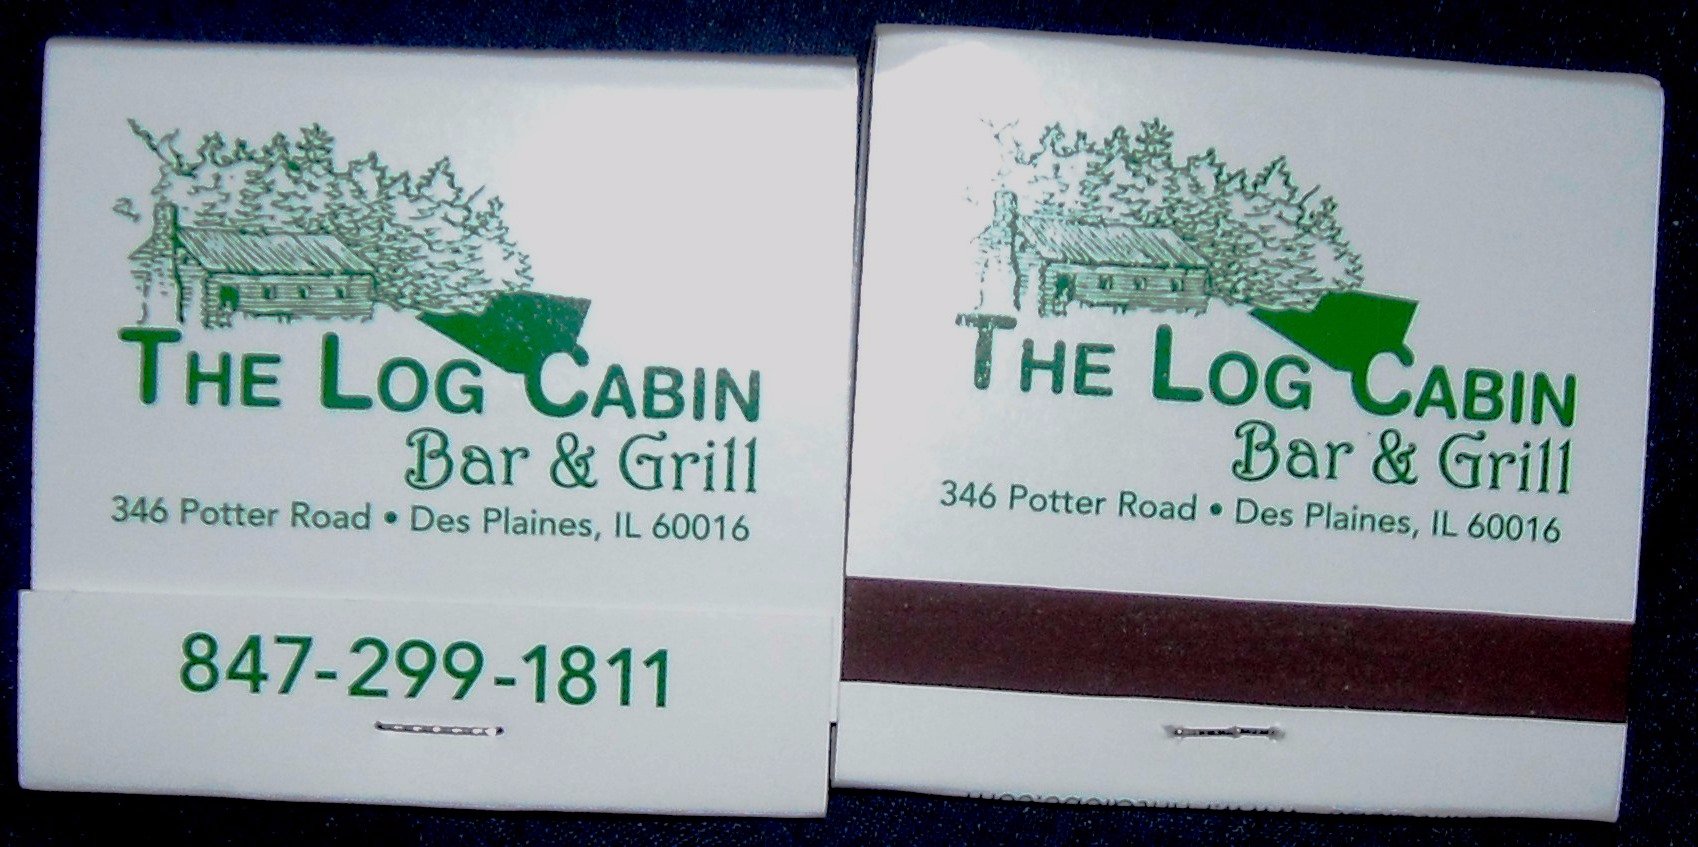 THE LOG CABIN
Bar & Grill
346 Potter Road • Des Plaines, IL 60016
847-299-1811
THE LOG CABIN
Bar & Grill
346 Potter Road • Des Plaines, IL 60016